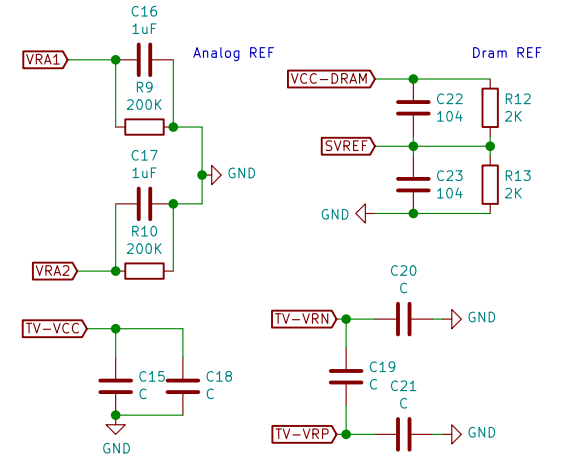 C16
1uF
VRA1
Analog REF
R9
200K
C17
1uF
GND
R10
200K
VRA2
Dram REF
VCC-DRAM
C22
104
R12
2K
SVREF
C23
104
R13
2K
GND
TV-VCC
C15
C
C18
C
GND
C20
C
TV-VRN
GND
C19
C
C21
C
TV-VRP
GND